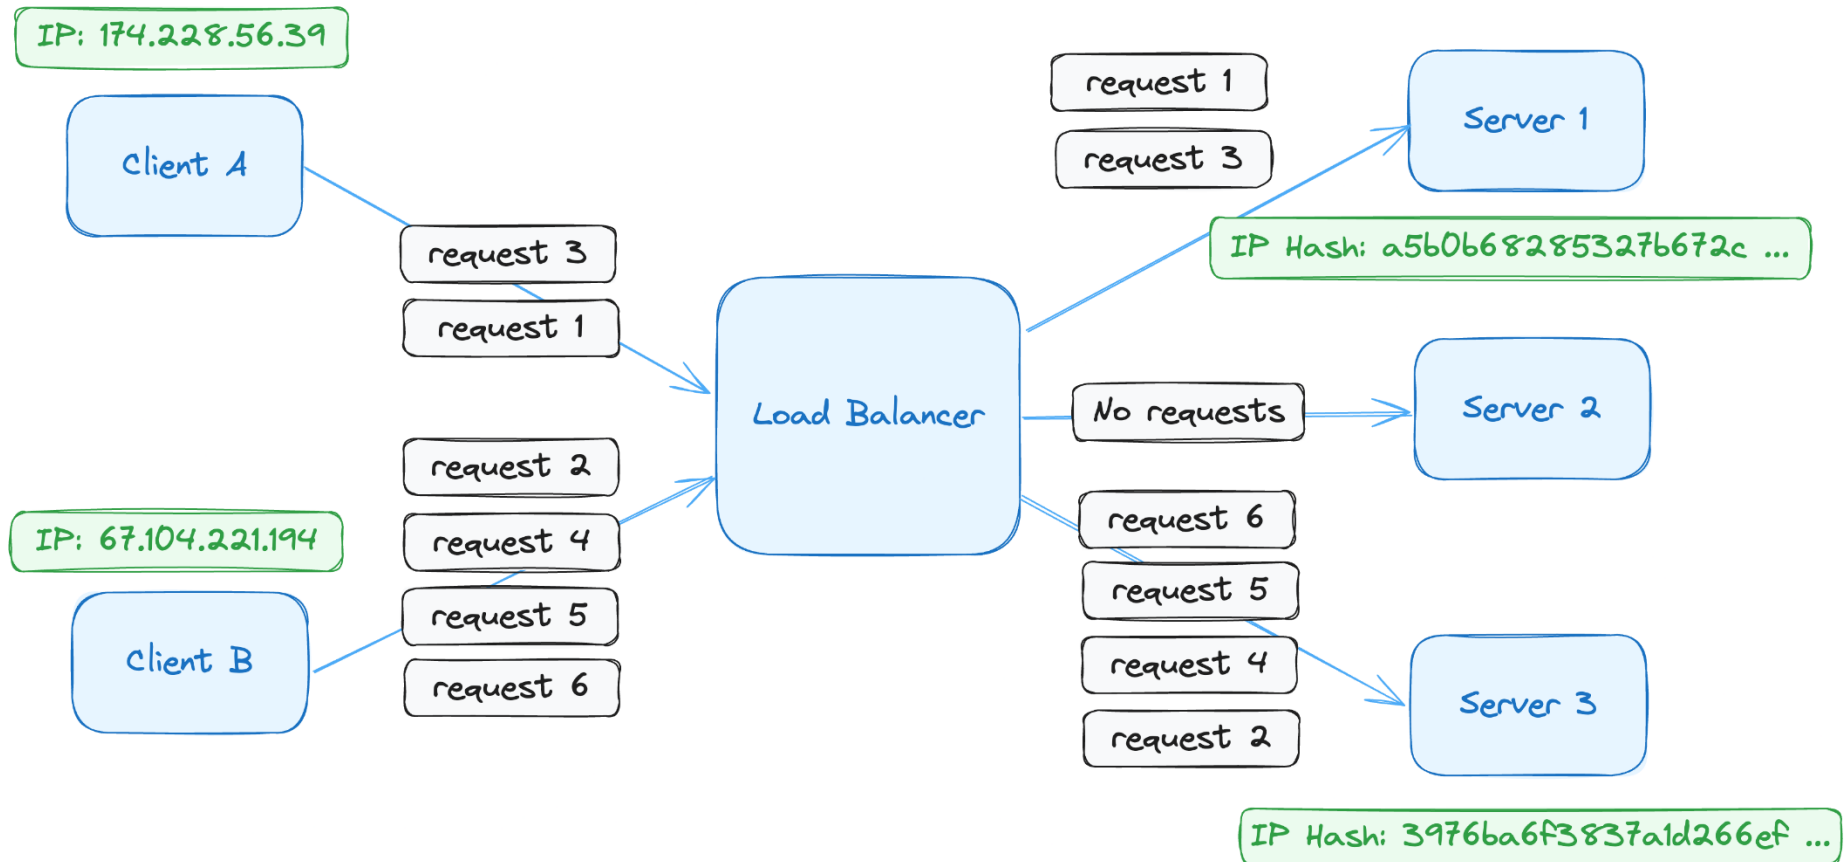 IP: 174.228.56.39
Client A
request 3
request 1
request 2
request 4
request 5
request 6
IP: 67.104.221.194
Client B
Load Balancer
request 1
request 3
Server 1
IP Hash: a5b0b68285327b672c ...
No requests
Server 2
request 6
request 5
request 4
request 2
Server 3
IP Hash: 3976ba6f3837a1d266ef ...